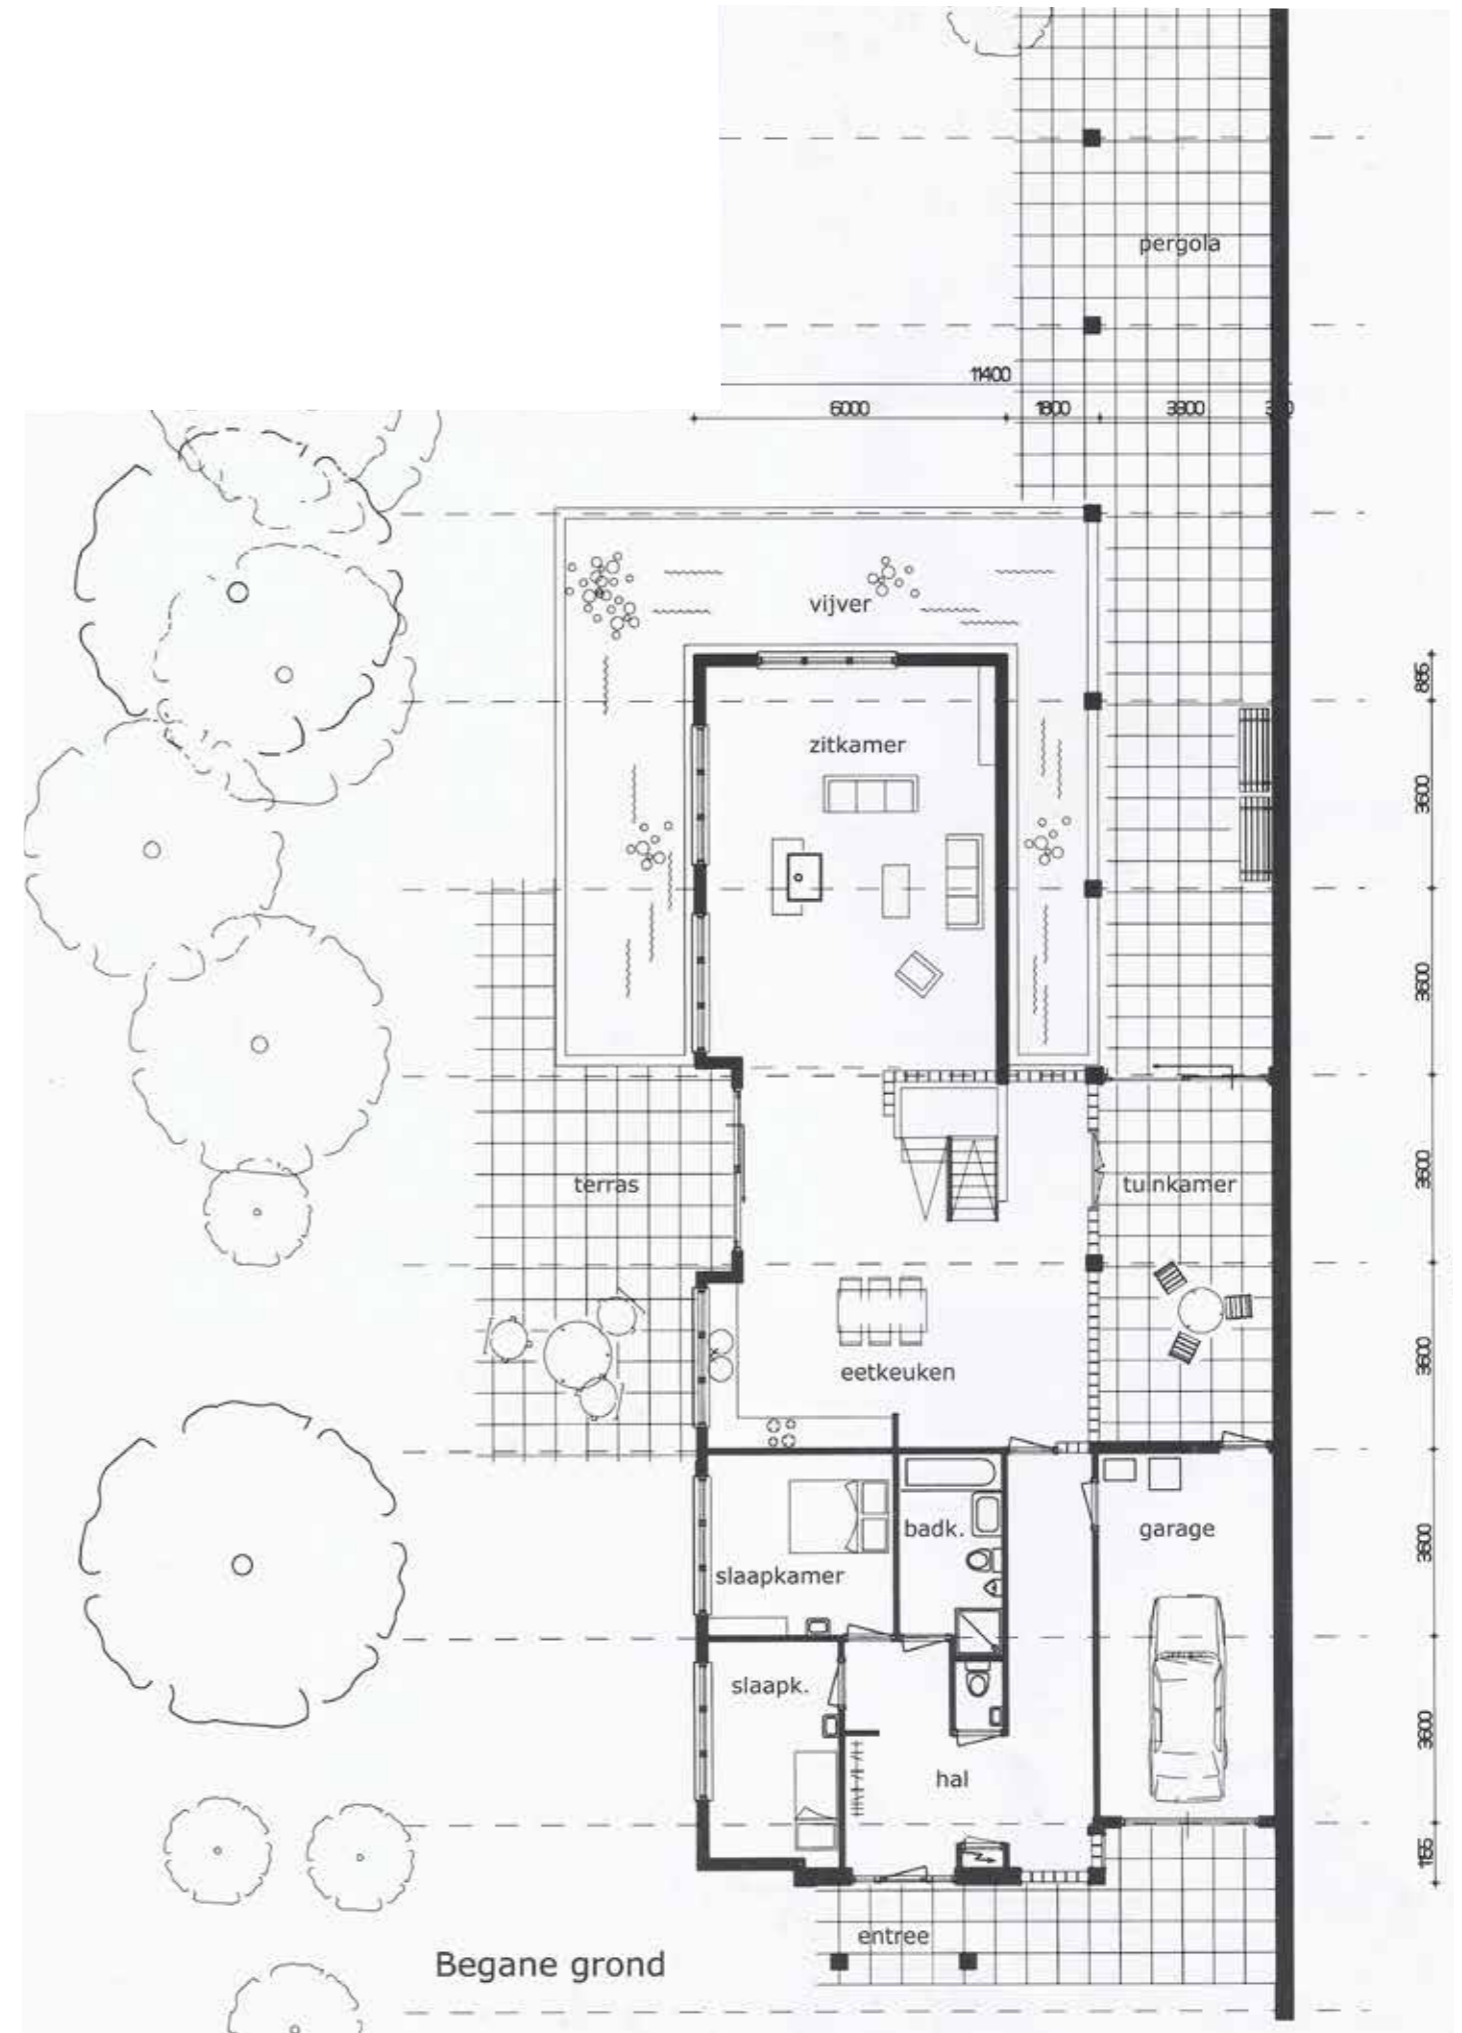 pergola
11400
6000 1800 3300
vijver
885
zitkamer
3600
3600
terras
tuinkamer
3600
eetkeuken
3600
badk.
garage
3600
slaapkamer
slaapk.
3600
hal
1155
entree
Begane grond